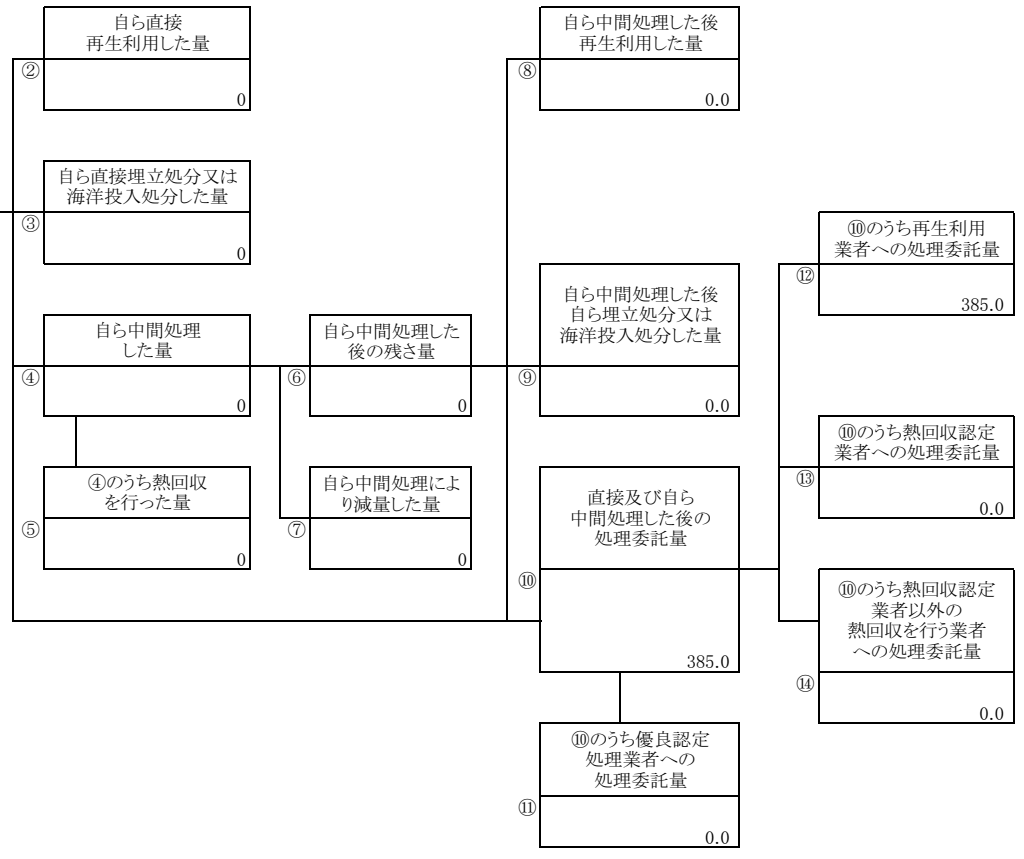 自ら直接
再生利用した量
②
0
自ら直接埋立処分又は
海洋投入処分した量
③
0
自ら中間処理
した量
④
0
④のうち熱回収
を行った量
⑤
0
自ら中間処理した
後の残さ量
⑥
0
自ら中間処理によ
り減量した量
⑦
0
自ら中間処理した後
再生利用した量
⑧
0.0
自ら中間処理した後
自ら埋立処分又は
海洋投入処分した量
⑨
0.0
直接及び自ら
中間処理した後の
処理委託量
⑩
385.0
⑩のうち優良認定
処理業者への
処理委託量
⑪
0.0
⑩のうち再生利用
業者への処理委託量
⑫
385.0
⑩のうち熱回収認定
業者への処理委託量
⑬
0.0
⑩のうち熱回収認定
業者以外の
熱回収を行う業者
への処理委託量
⑭
0.0